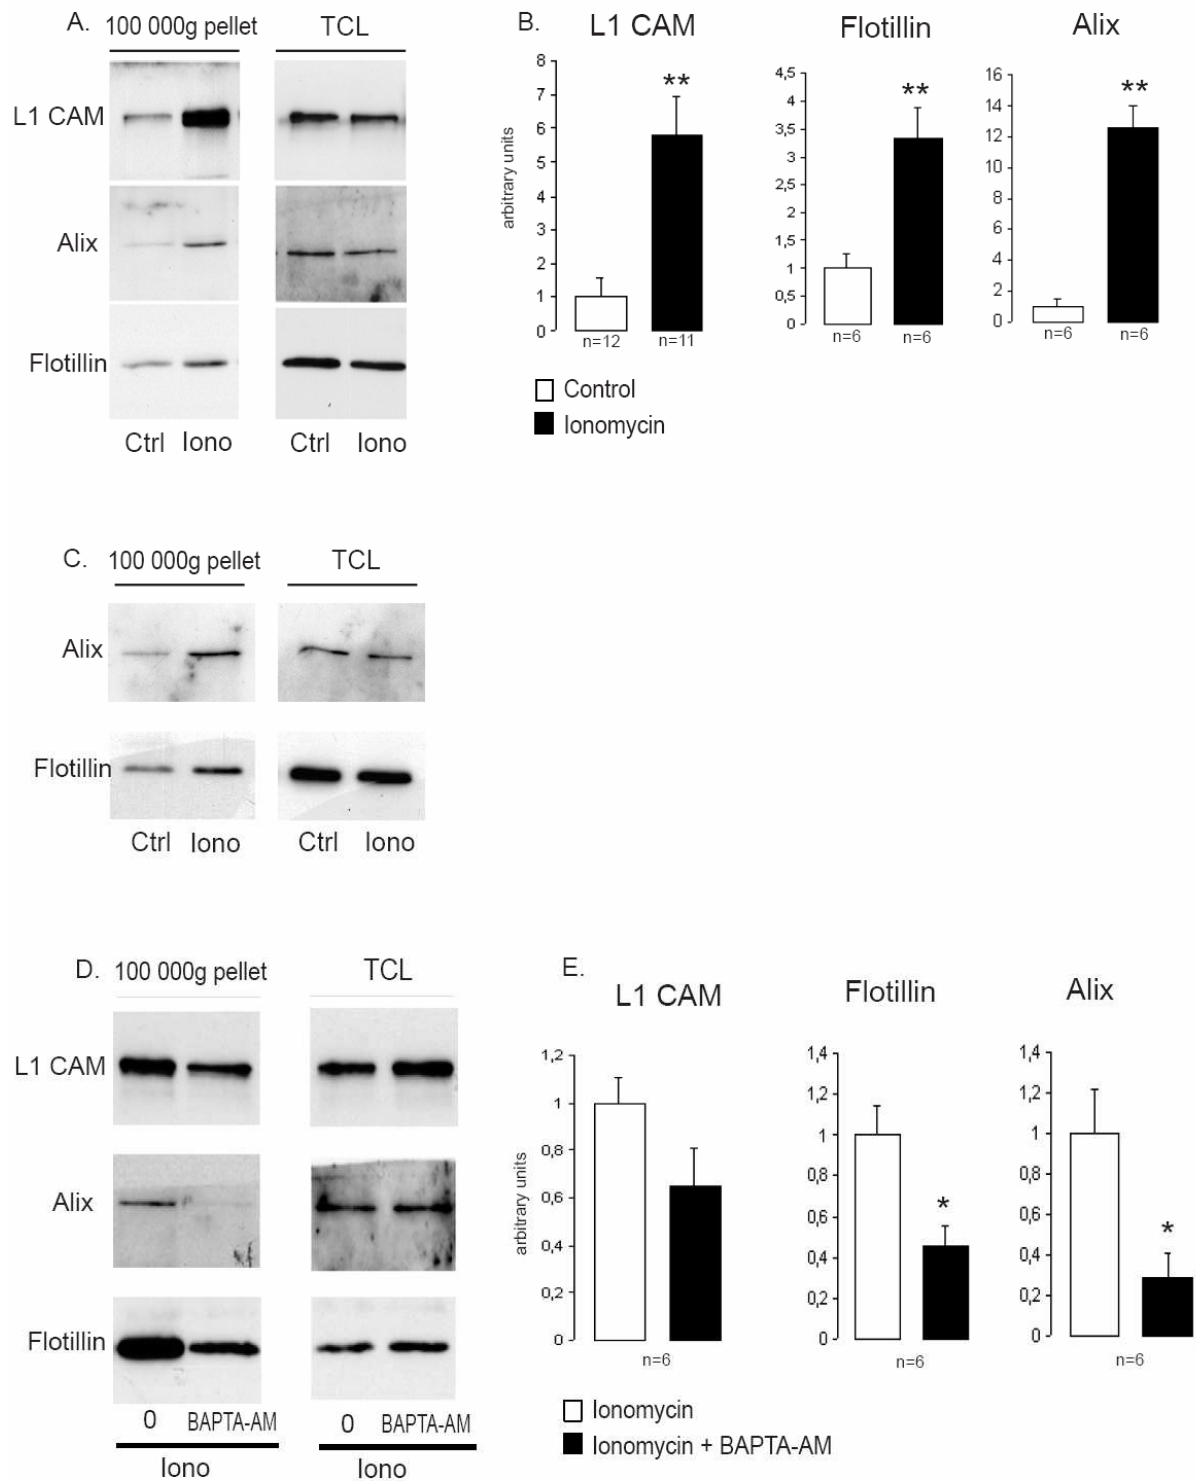 A. 100 000g pellet TCL
L1 CAM
Alix
Flotillin
Ctrl Iono Ctrl Iono
B. L1 CAM Flotillin Alix
arbitrary units
8
7
6
5
4
3
2
1
0
** 
n=12 n=11
4,5
4
3,5
3
2,5
2
1,5
1
0,5
0
**
n=6 n=6
16
14
12
10
8
6
4
2
0
**
n=6 n=6
Control
Ionomycin
C. 100 000g pellet TCL
Alix
Flotillin
Ctrl Iono Ctrl Iono
D. 100 000g pellet TCL
L1 CAM
Alix
Flotillin
0 BAPTA-AM 0 BAPTA-AM
Iono Iono
E. L1 CAM Flotillin Alix
arbitrary units
1,2
1
0,8
0,6
0,4
0,2
0
n=6
1,4
1,2
1
0,8
0,6
0,4
0,2
0
*
n=6
1,4
1,2
1
0,8
0,6
0,4
0,2
0
*
n=6
Ionomycin
Ionomycin + BAPTA-AM